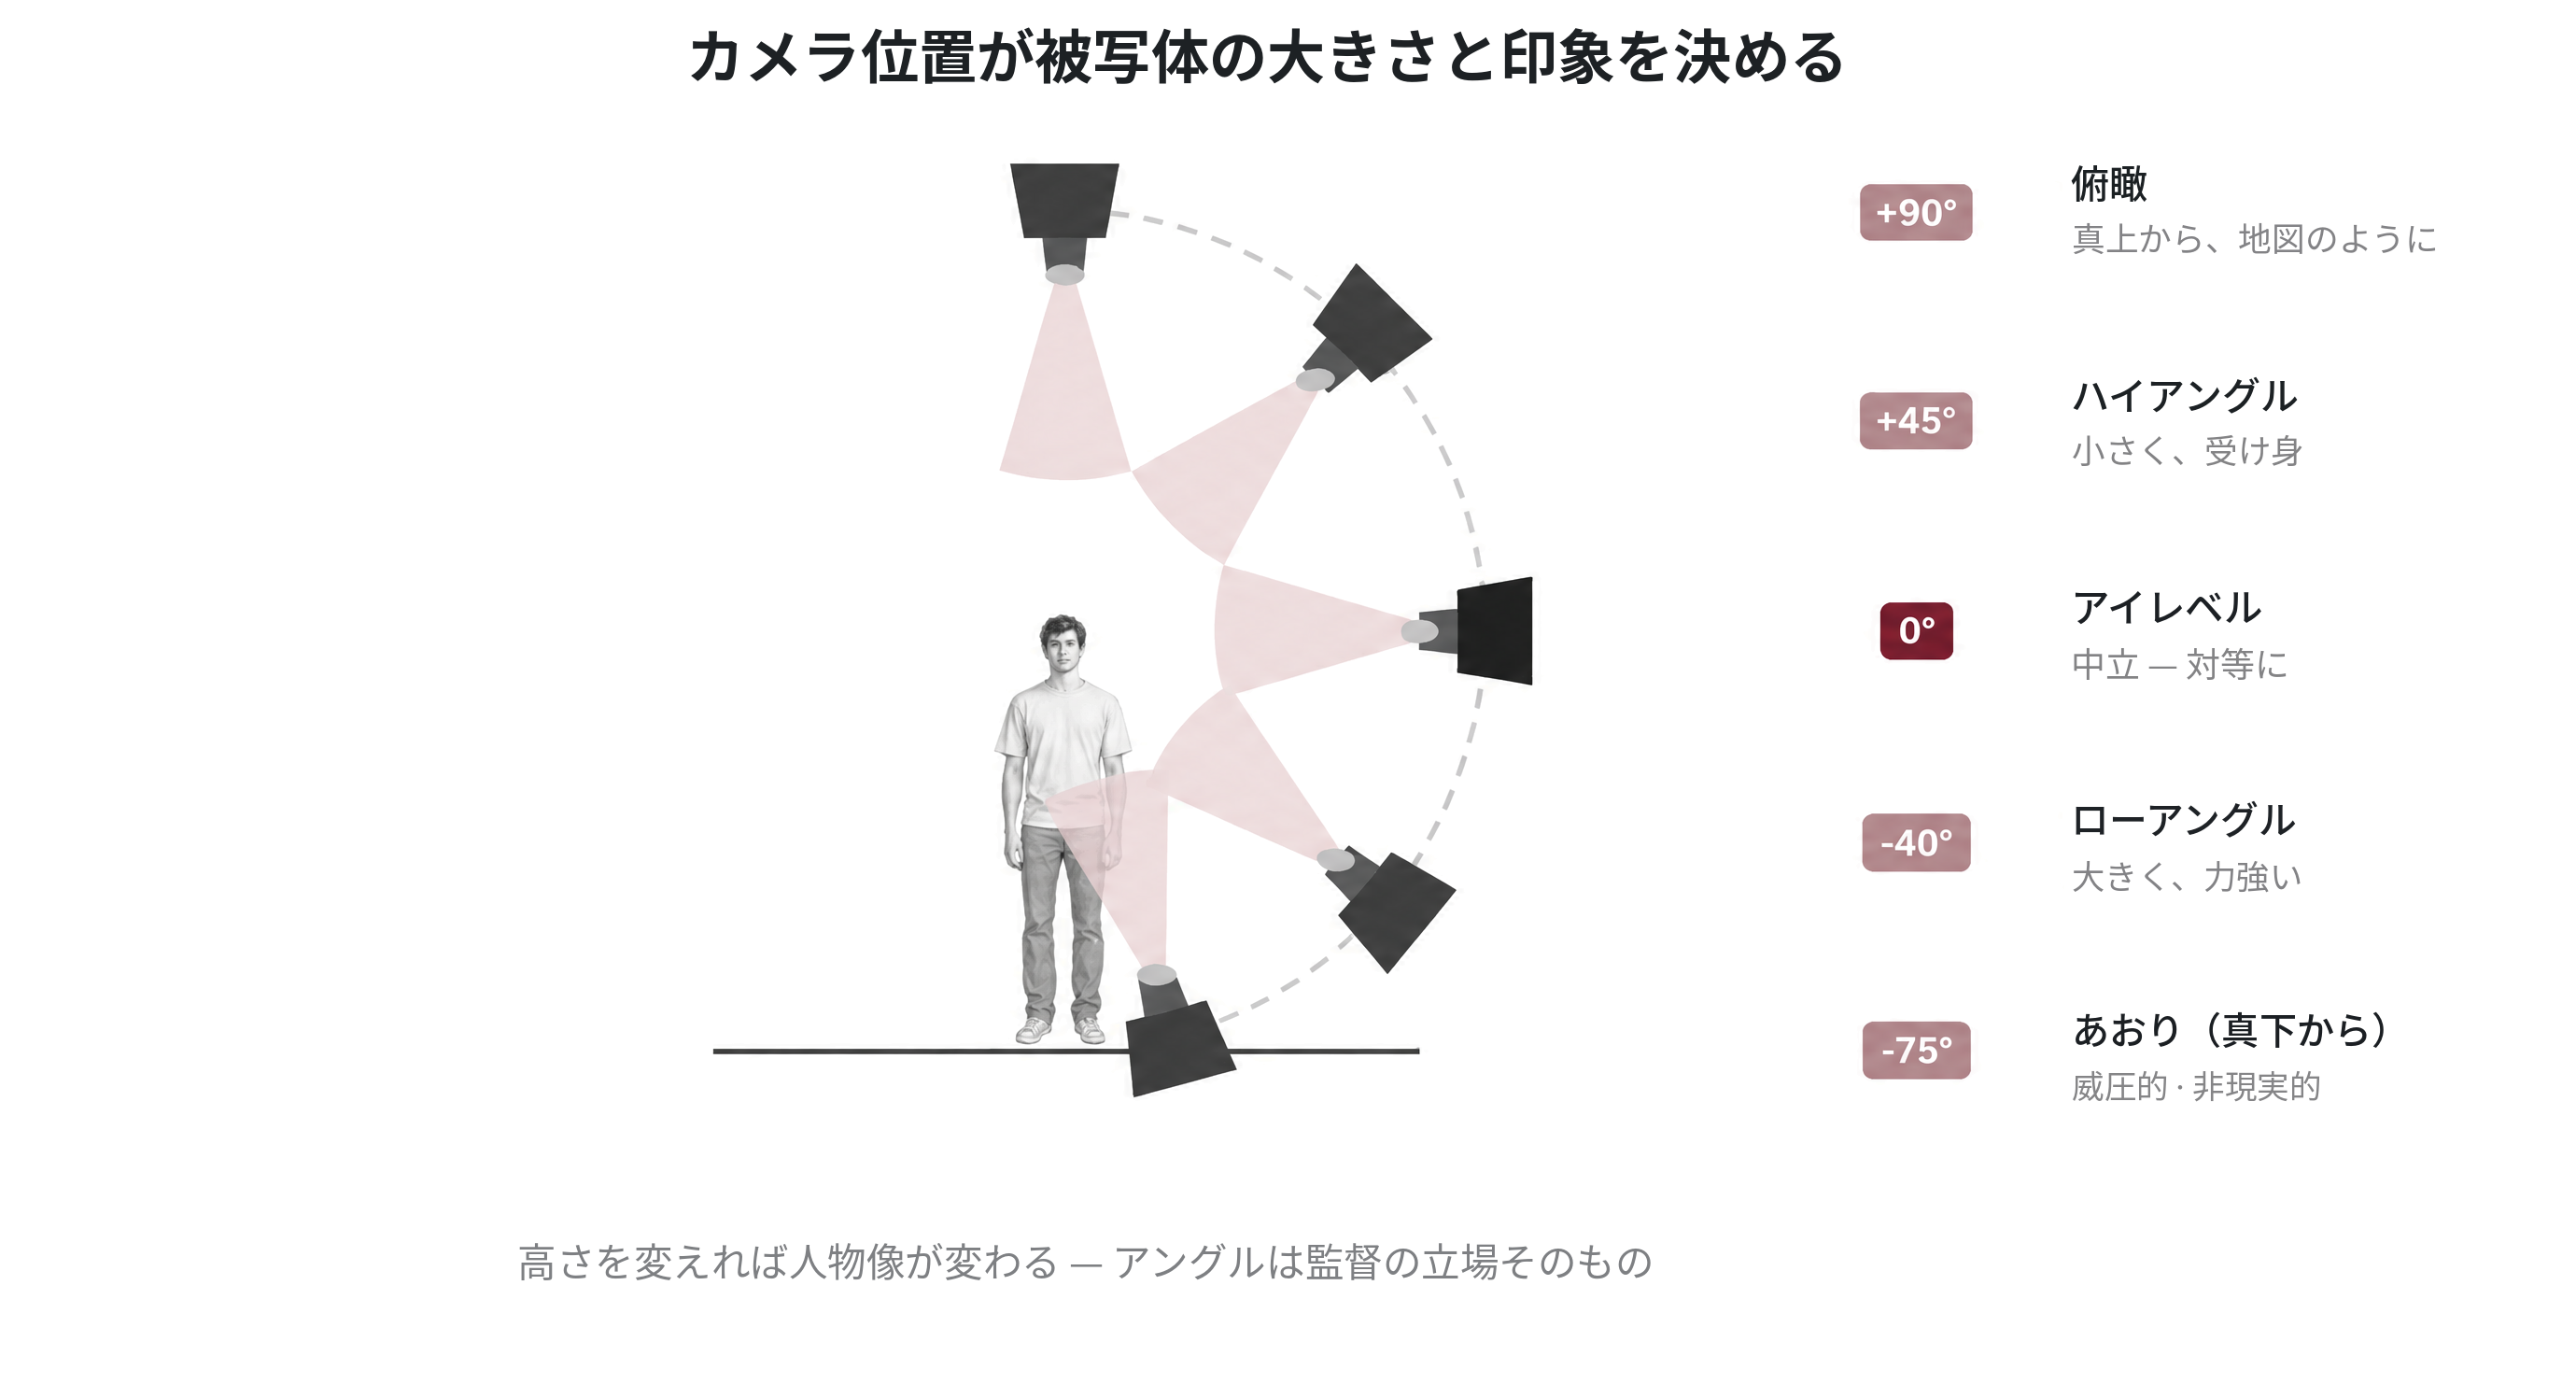 カメラ位置が被写体の大きさと印象を決める
+90°
俯瞰
真上から、地図のように
+45°
ハイアングル
小さく、受け身
0°
アイレベル
中立 — 対等に
-40°
ローアングル
大きく、力強い
-75°
あおり（真下から）
威圧的 · 非現実的
高さを変えれば人物像が変わる — アングルは監督の立場そのもの